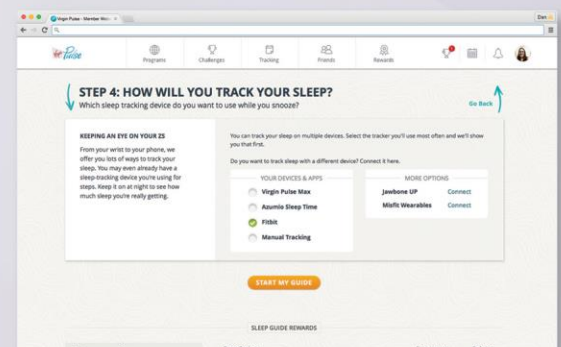 Virgin Pulse - Member
Dan
Pulse
Programs
Challenges
Tracking
Friends
Rewards
STEP 4: HOW WILL YOU TRACK YOUR SLEEP?
Which sleep tracking device do you want to use while you snooze?
Go Back
KEEPING AN EYE ON YOUR ZS
From your wrist to your phone, we
offer you lots of ways to track your
sleep. You may even already have a
sleep-tracking device you're using for
steps. Keep it on at night to see how
much sleep you're really getting.
You can track your sleep on multiple devices. Select the tracker you'll use most often and we'll show
you that first.
Do you want to track sleep with a different device? Connect it here.
YOUR DEVICES & APPS
Virgin Pulse Max
Azumio Sleep Time
Fitbit
Manual Tracking
MORE OPTIONS
Jawbone UP Connect
Misfit Wearables Connect
START MY GUIDE
SLEEP GUIDE REWARDS